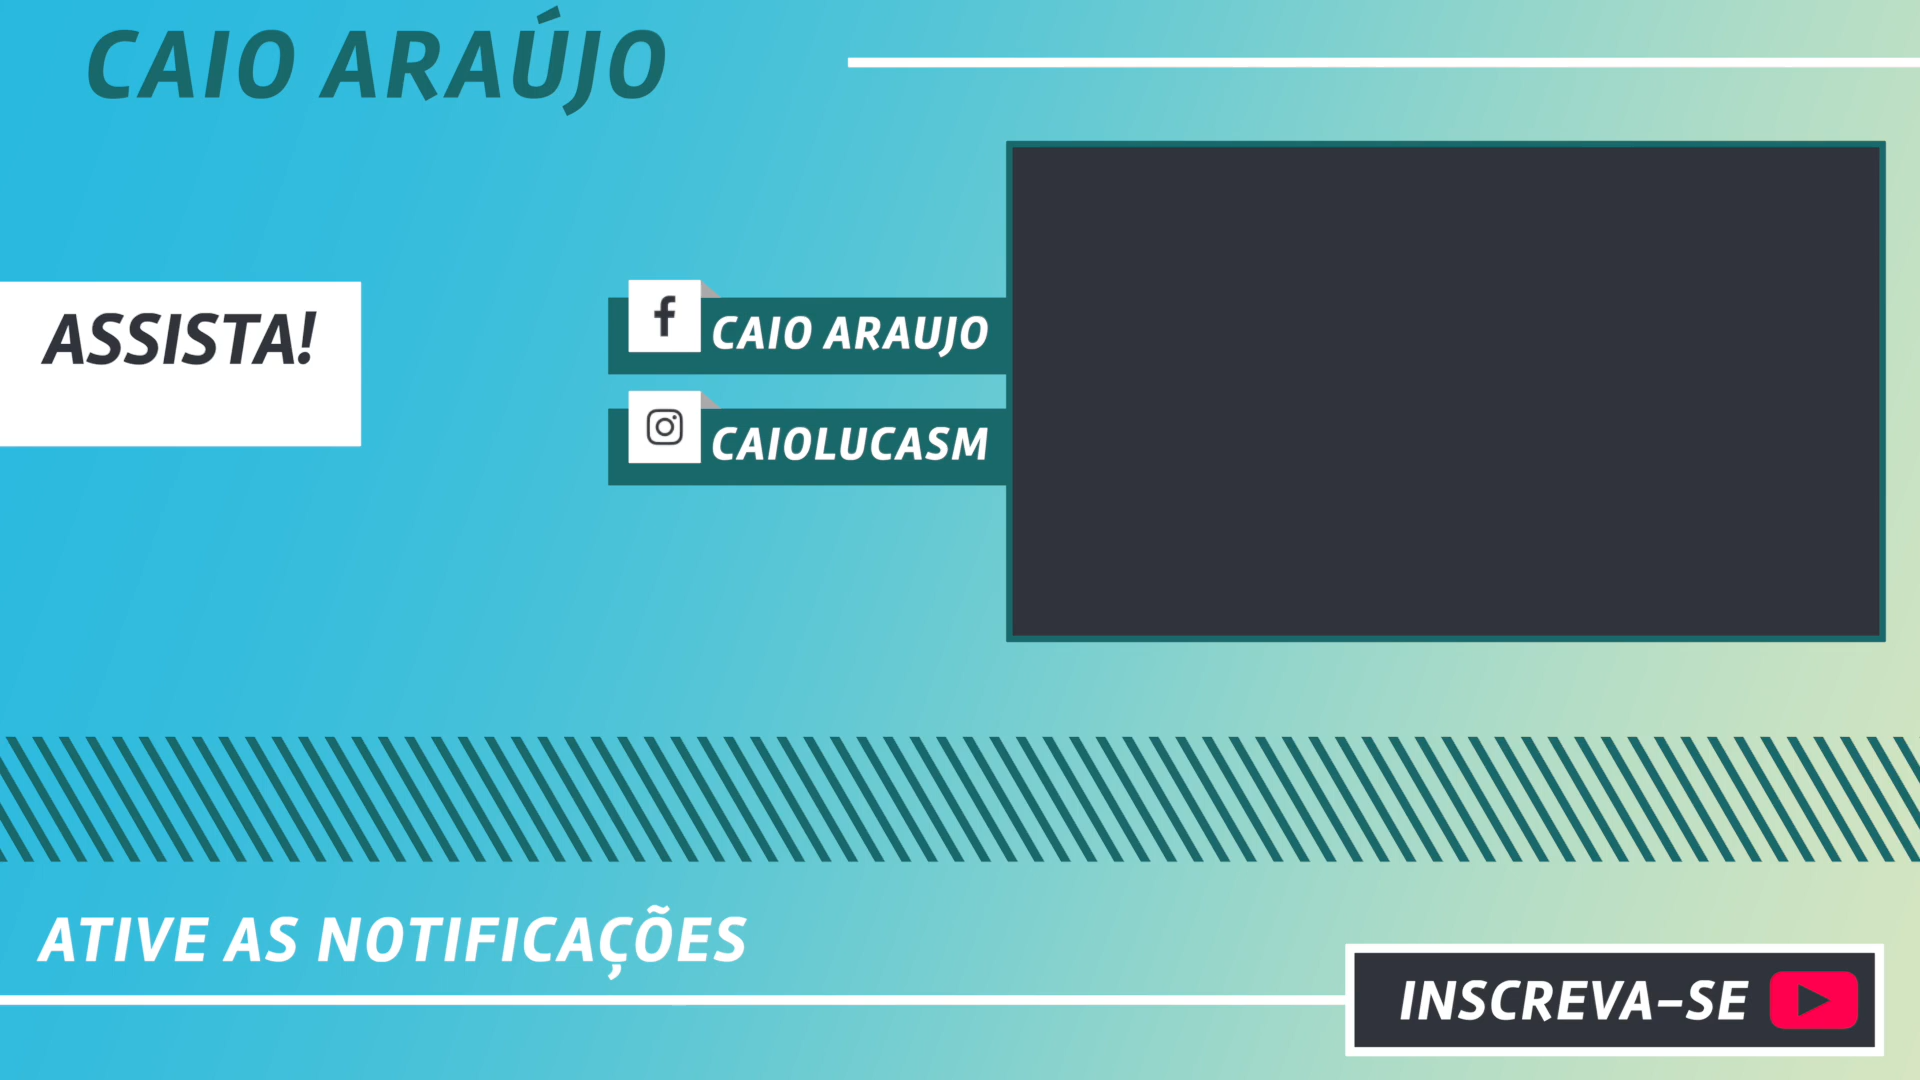 CAIO ARAÚJO
ASSISTA!
CAIO ARAUJO
CAIOLUCASM
ATIVE AS NOTIFICAÇÕES
INSCREVA-SE